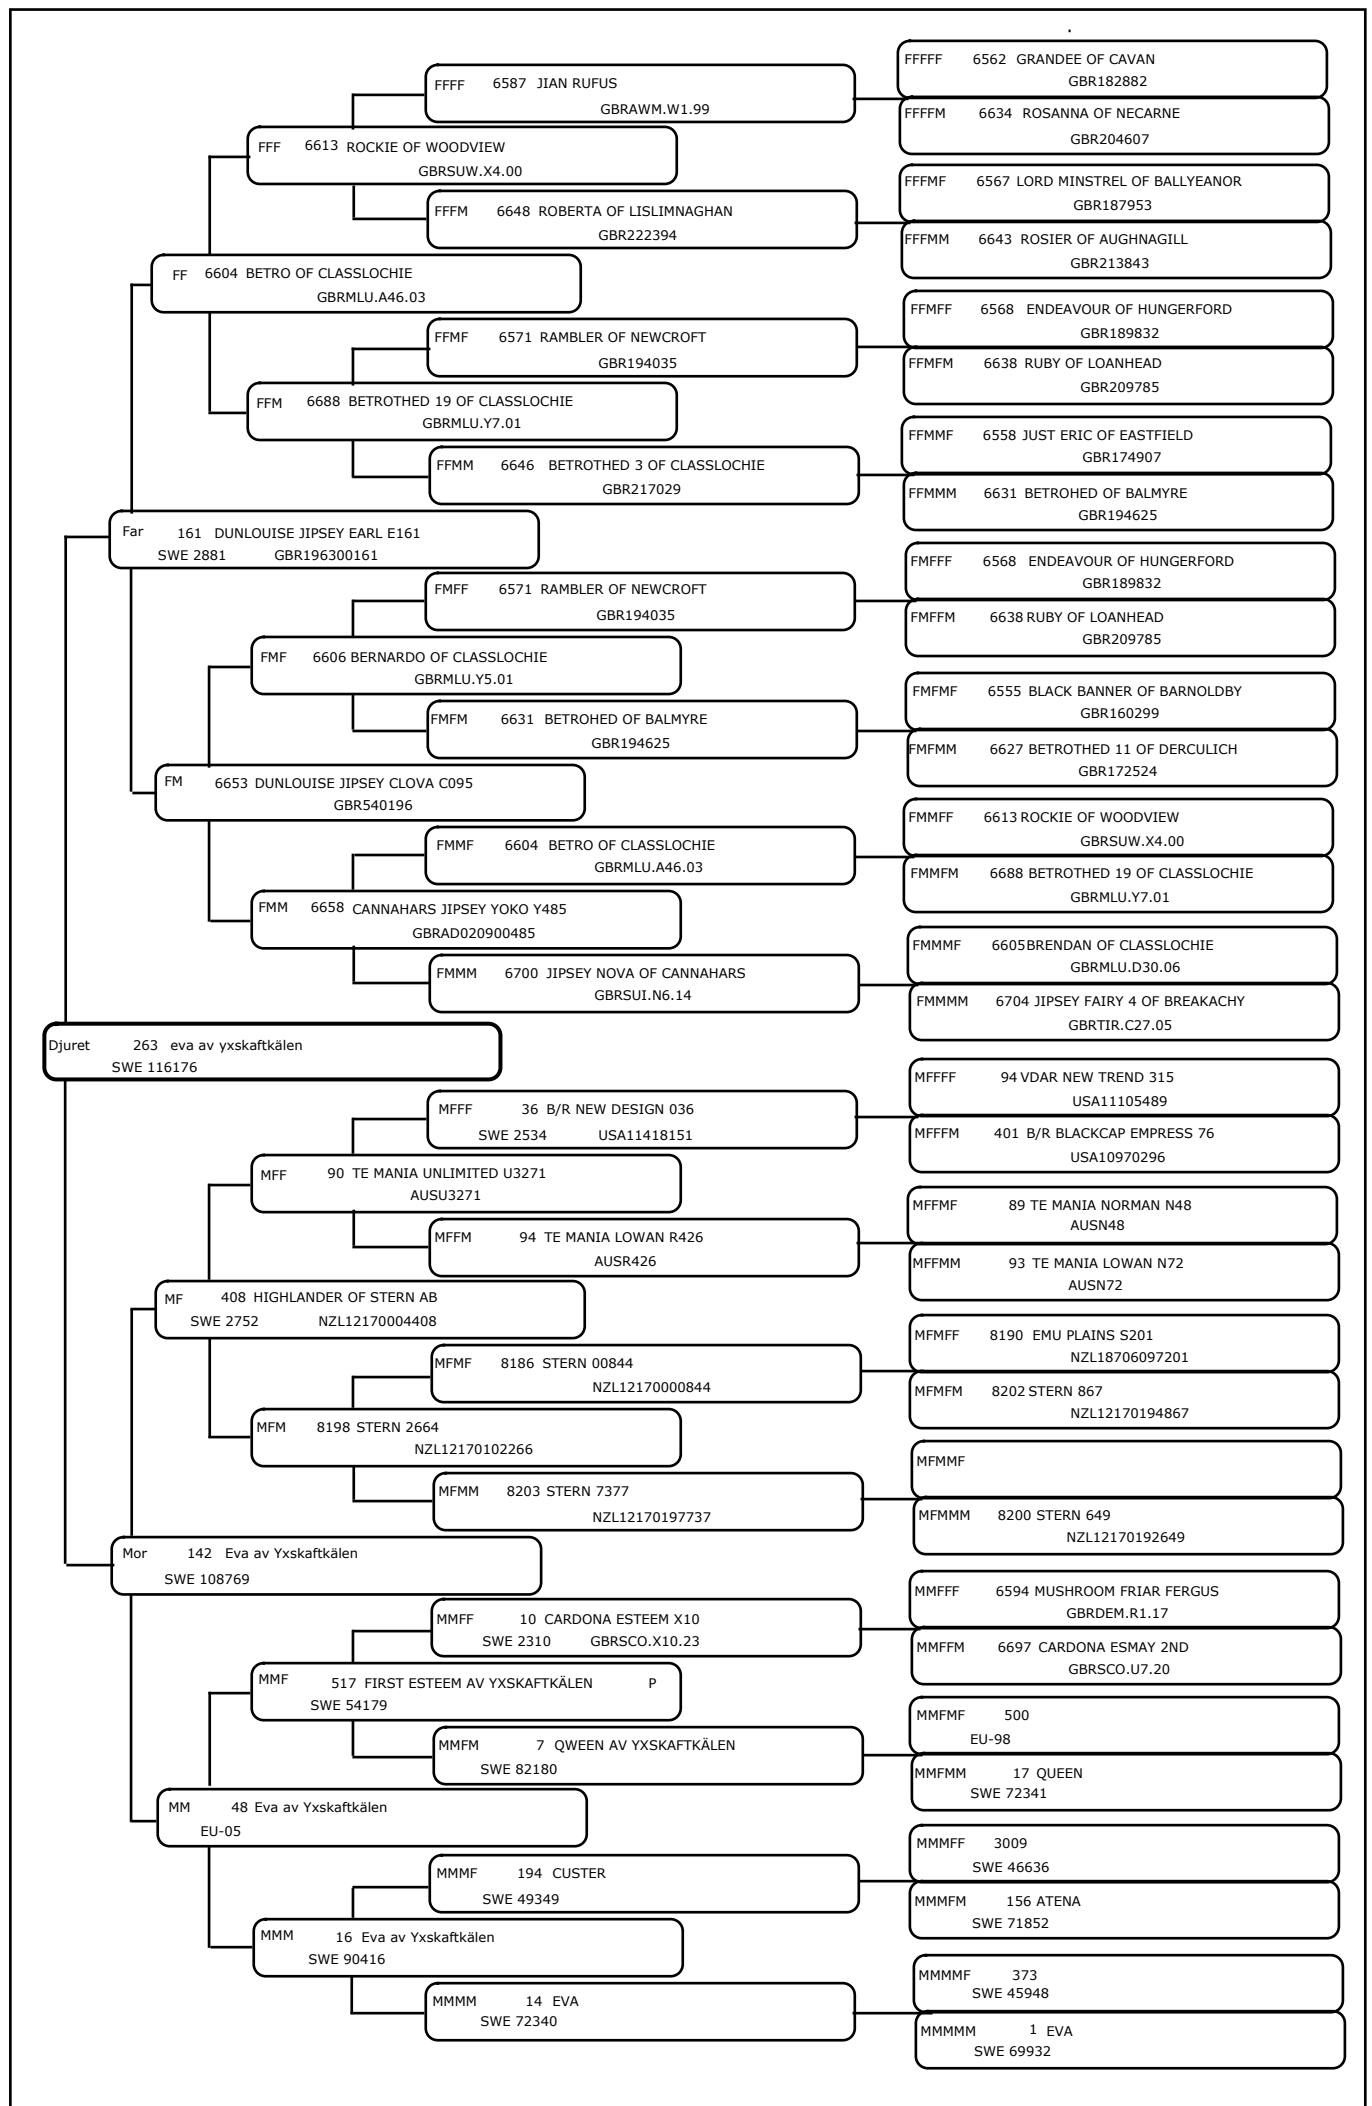 FFFFF 6562 GRANDEE OF CAVAN
GBR182882
FFFF 6587 JIAN RUFUS
GBRAWM.W1.99
FFFFM 6634 ROSANNA OF NECARNE
GBR204607
FFF 6613 ROCKIE OF WOODVIEW
GBRSUW.X4.00
FFFMF 6567 LORD MINSTREL OF BALLYEANOR
GBR187953
FFFM 6648 ROBERTA OF LISLIMNAGHAN
GBR222394
FFFMM 6643 ROSIER OF AUGHNAGILL
GBR213843
FF 6604 BETRO OF CLASSLOCHIE
GBRMLU.A46.03
FFMFF 6568 ENDEAVOUR OF HUNGERFORD
GBR189832
FFMF 6571 RAMBLER OF NEWCROFT
GBR194035
FFMFM 6638 RUBY OF LOANHEAD
GBR209785
FFM 6688 BETROTHED 19 OF CLASSLOCHIE
GBRMLU.Y7.01
FFMMF 6558 JUST ERIC OF EASTFIELD
GBR174907
FFMM 6646 BETROTHED 3 OF CLASSLOCHIE
GBR217029
FFMMM 6631 BETROHED OF BALMYRE
GBR194625
Far 161 DUNLOUISE JIPSEY EARL E161
SWE 2881 GBR196300161
FMFFF 6568 ENDEAVOUR OF HUNGERFORD
GBR189832
FMFF 6571 RAMBLER OF NEWCROFT
GBR194035
FMFFM 6638 RUBY OF LOANHEAD
GBR209785
FMF 6606 BERNARDO OF CLASSLOCHIE
GBRMLU.Y5.01
FMFMF 6555 BLACK BANNER OF BARNOLDBY
GBR160299
FMFM 6631 BETROHED OF BALMYRE
GBR194625
FMFMM 6627 BETROTHED 11 OF DERCULICH
GBR172524
FM 6653 DUNLOUISE JIPSEY CLOVA C095
GBR540196
FMMFF 6613 ROCKIE OF WOODVIEW
GBRSUW.X4.00
FMMF 6604 BETRO OF CLASSLOCHIE
GBRMLU.A46.03
FMMFM 6688 BETROTHED 19 OF CLASSLOCHIE
GBRMLU.Y7.01
FMM 6658 CANNAHARS JIPSEY YOKO Y485
GBRAD020900485
FMMMF 6605 BRENDAN OF CLASSLOCHIE
GBRMLU.D30.06
FMMM 6700 JIPSEY NOVA OF CANNAHARS
GBRSUI.N6.14
FMMMM 6704 JIPSEY FAIRY 4 OF BREAKACHY
GBRTIR.C27.05
Djuret 263 eva av yxskaftkälen
SWE 116176
MFFFF 94 VDAR NEW TREND 315
USA11105489
MFFF 36 B/R NEW DESIGN 036
SWE 2534 USA11418151
MFFFM 401 B/R BLACKCAP EMPRESS 76
USA10970296
MFF 90 TE MANIA UNLIMITED U3271
AUSU3271
MFFMF 89 TE MANIA NORMAN N48
AUSN48
MFFM 94 TE MANIA LOWAN R426
AUSR426
MFFMM 93 TE MANIA LOWAN N72
AUSN72
MF 408 HIGHLANDER OF STERN AB
SWE 2752 NZL12170004408
MFMFF 8190 EMU PLAINS S201
NZL18706097201
MFMF 8186 STERN 00844
NZL12170000844
MFMFM 8202 STERN 867
NZL12170194867
MFM 8198 STERN 2664
NZL12170102266
MFMMF
MFMM 8203 STERN 7377
NZL12170197737
MFMMM 8200 STERN 649
NZL12170192649
Mor 142 Eva av Yxskaftkälen
SWE 108769
MMFFF 6594 MUSHROOM FRIAR FERGUS
GBRDEM.R1.17
MMFF 10 CARDONA ESTEEM X10
SWE 2310 GBRSCO.X10.23
MMFFM 6697 CARDONA ESMAY 2ND
GBRSCO.U7.20
MMF 517 FIRST ESTEEM AV YXSKAFTKÄLEN P
SWE 54179
MMFMF 500
EU-98
MMFM 7 QWEEN AV YXSKAFTKÄLEN
SWE 82180
MMFMM 17 QUEEN
SWE 72341
MM 48 Eva av Yxskaftkälen
EU-05
MMMFF 3009
SWE 46636
MMMF 194 CUSTER
SWE 49349
MMMFM 156 ATENA
SWE 71852
MMM 16 Eva av Yxskaftkälen
SWE 90416
MMMMF 373
SWE 45948
MMMM 14 EVA
SWE 72340
MMMMM 1 EVA
SWE 69932